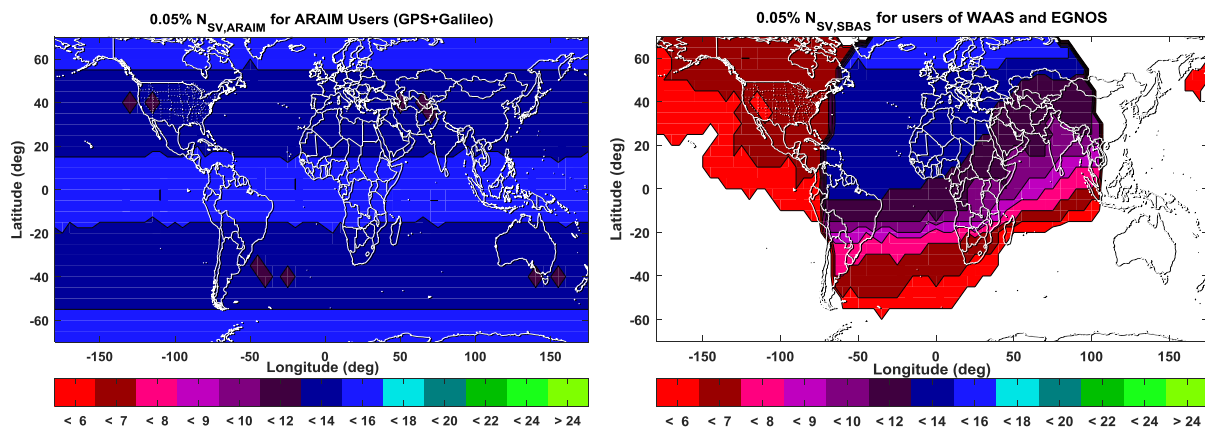 0.05% N_SV,ARAIM for ARAIM Users (GPS+Galileo)
Latitude (deg)
60
40
20
0
-20
-40
-60
-150 -100 -50 0 50 100 150
Longitude (deg)
< 6 < 7 < 8 < 9 < 10 < 12 < 14 < 16 < 18 < 20 < 22 < 24 > 24
0.05% N_SV,SBAS for users of WAAS and EGNOS
Latitude (deg)
60
40
20
0
-20
-40
-60
-150 -100 -50 0 50 100 150
Longitude (deg)
< 6 < 7 < 8 < 9 < 10 < 12 < 14 < 16 < 18 < 20 < 22 < 24 > 24